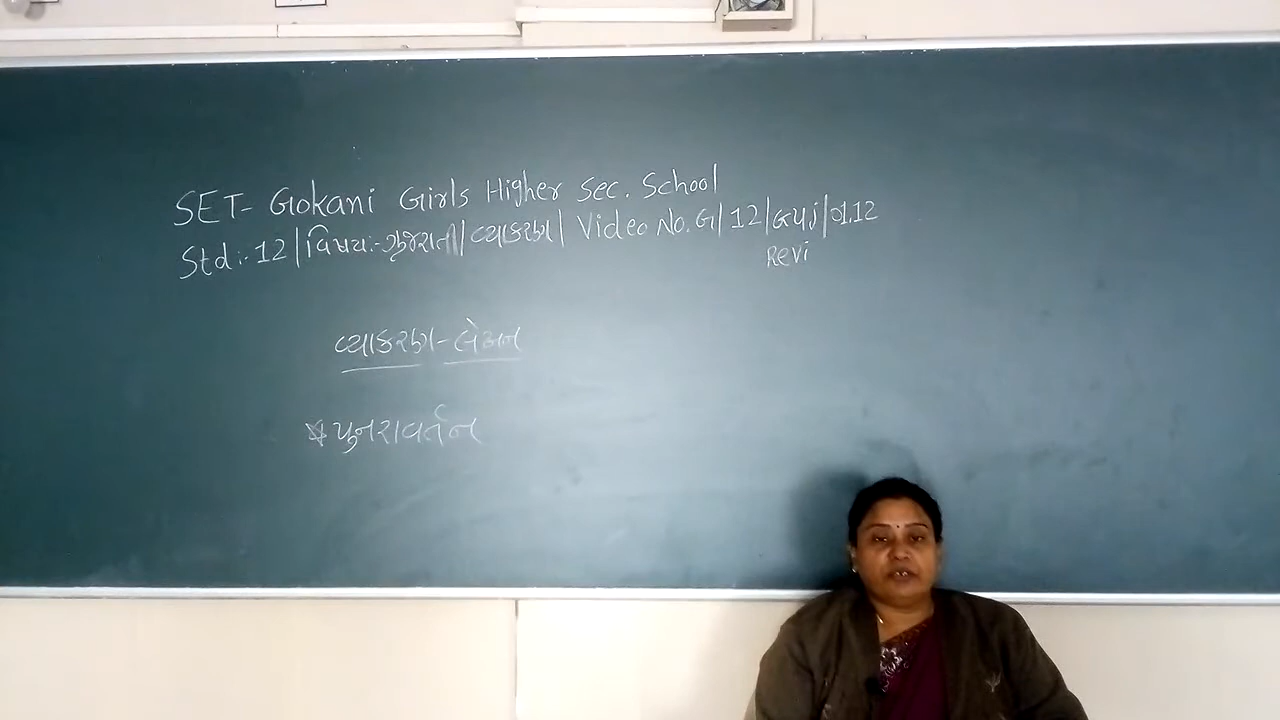 SET- Gokani Girls Higher Sec. School
Std:- 12 | વિષય:- ગુજરાતી | વ્યાકરણ | Video No. G | 12 | Guj | વ્યા.12
Revi
વ્યાકરણ - લેખન
* પુનરાવર્તન